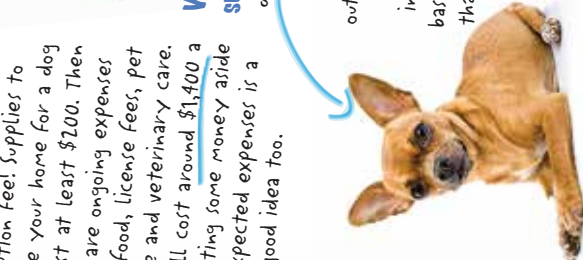 tion fee! Supplies to
e your home for a dog
st at least $200. Then
are ongoing expenses
food, license fees, pet
e and veterinary care.
ll cost around $1,400 a
ting some money aside
pected expenses is a
good idea too.
out
in
bas
tha